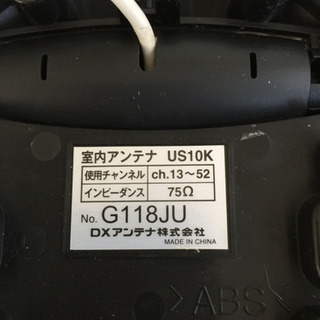 室内アンテナ US10K
使用チャンネル ch.13～52
インピーダンス 75Ω
No. G118JU
DXアンテナ株式会社
MADE IN CHINA
>ABS<